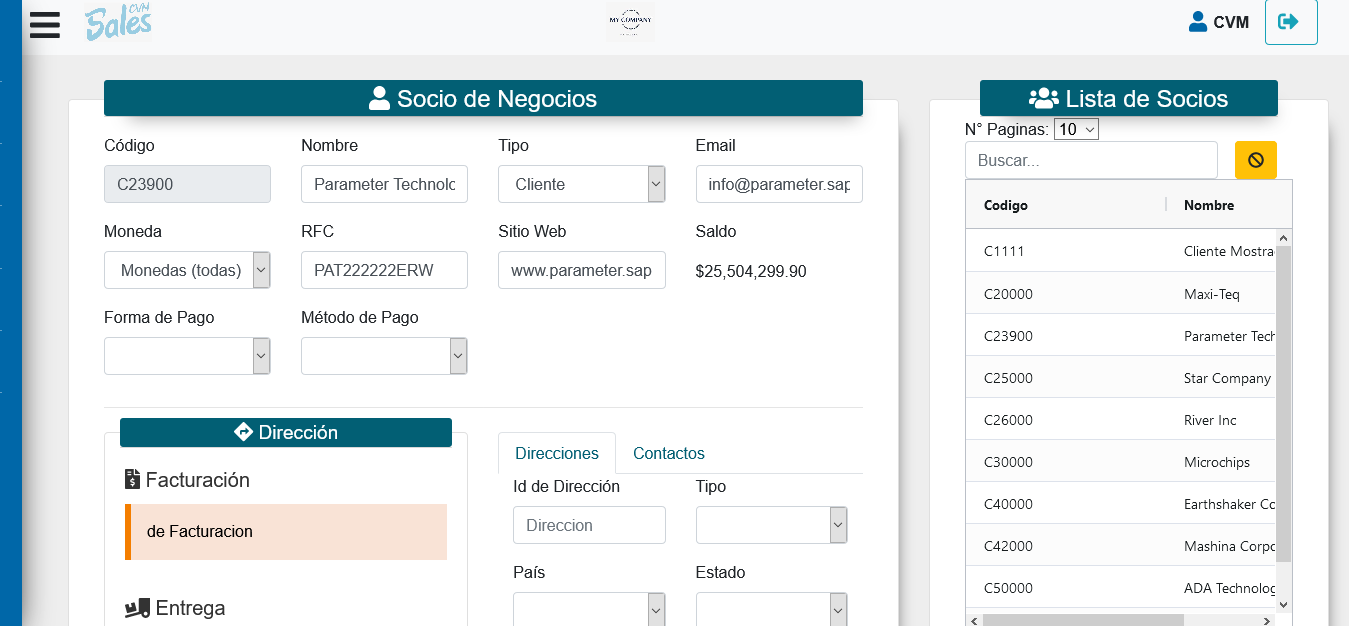 CVM
Sales
MY COMPANY
CVM
Socio de Negocios
Código
Nombre
Tipo
Email
C23900
Parameter Technolo
Cliente
info@parameter.sap
Moneda
RFC
Sitio Web
Saldo
Monedas (todas)
PAT222222ERW
www.parameter.sap
$25,504,299.90
Forma de Pago
Método de Pago
Dirección
Facturación
de Facturacion
Entrega
Direcciones
Contactos
Id de Dirección
Tipo
Direccion
País
Estado
Lista de Socios
N° Paginas: 10
Buscar...
Codigo
Nombre
C1111
Cliente Mostra
C20000
Maxi-Teq
C23900
Parameter Tech
C25000
Star Company
C26000
River Inc
C30000
Microchips
C40000
Earthshaker Co
C42000
Mashina Corpo
C50000
ADA Technolog